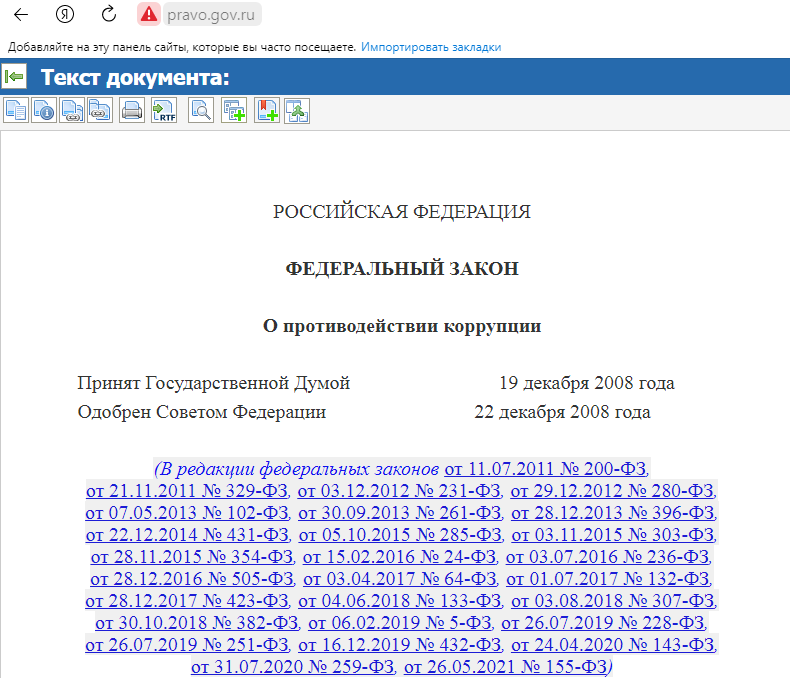 Я pravo.gov.ru
Добавляйте на эту панель сайты, которые вы часто посещаете. Импортировать закладки
Текст документа:
RTF
РОССИЙСКАЯ ФЕДЕРАЦИЯ
ФЕДЕРАЛЬНЫЙ ЗАКОН
О противодействии коррупции
Принят Государственной Думой 19 декабря 2008 года
Одобрен Советом Федерации 22 декабря 2008 года
(В редакции федеральных законов от 11.07.2011 № 200-ФЗ,
от 21.11.2011 № 329-ФЗ, от 03.12.2012 № 231-ФЗ, от 29.12.2012 № 280-ФЗ,
от 07.05.2013 № 102-ФЗ, от 30.09.2013 № 261-ФЗ, от 28.12.2013 № 396-ФЗ,
от 22.12.2014 № 431-ФЗ, от 05.10.2015 № 285-ФЗ, от 03.11.2015 № 303-ФЗ,
от 28.11.2015 № 354-ФЗ, от 15.02.2016 № 24-ФЗ, от 03.07.2016 № 236-ФЗ,
от 28.12.2016 № 505-ФЗ, от 03.04.2017 № 64-ФЗ, от 01.07.2017 № 132-ФЗ,
от 28.12.2017 № 423-ФЗ, от 04.06.2018 № 133-ФЗ, от 03.08.2018 № 307-ФЗ,
от 30.10.2018 № 382-ФЗ, от 06.02.2019 № 5-ФЗ, от 26.07.2019 № 228-ФЗ,
от 26.07.2019 № 251-ФЗ, от 16.12.2019 № 432-ФЗ, от 24.04.2020 № 143-ФЗ,
от 31.07.2020 № 259-ФЗ, от 26.05.2021 № 155-ФЗ)